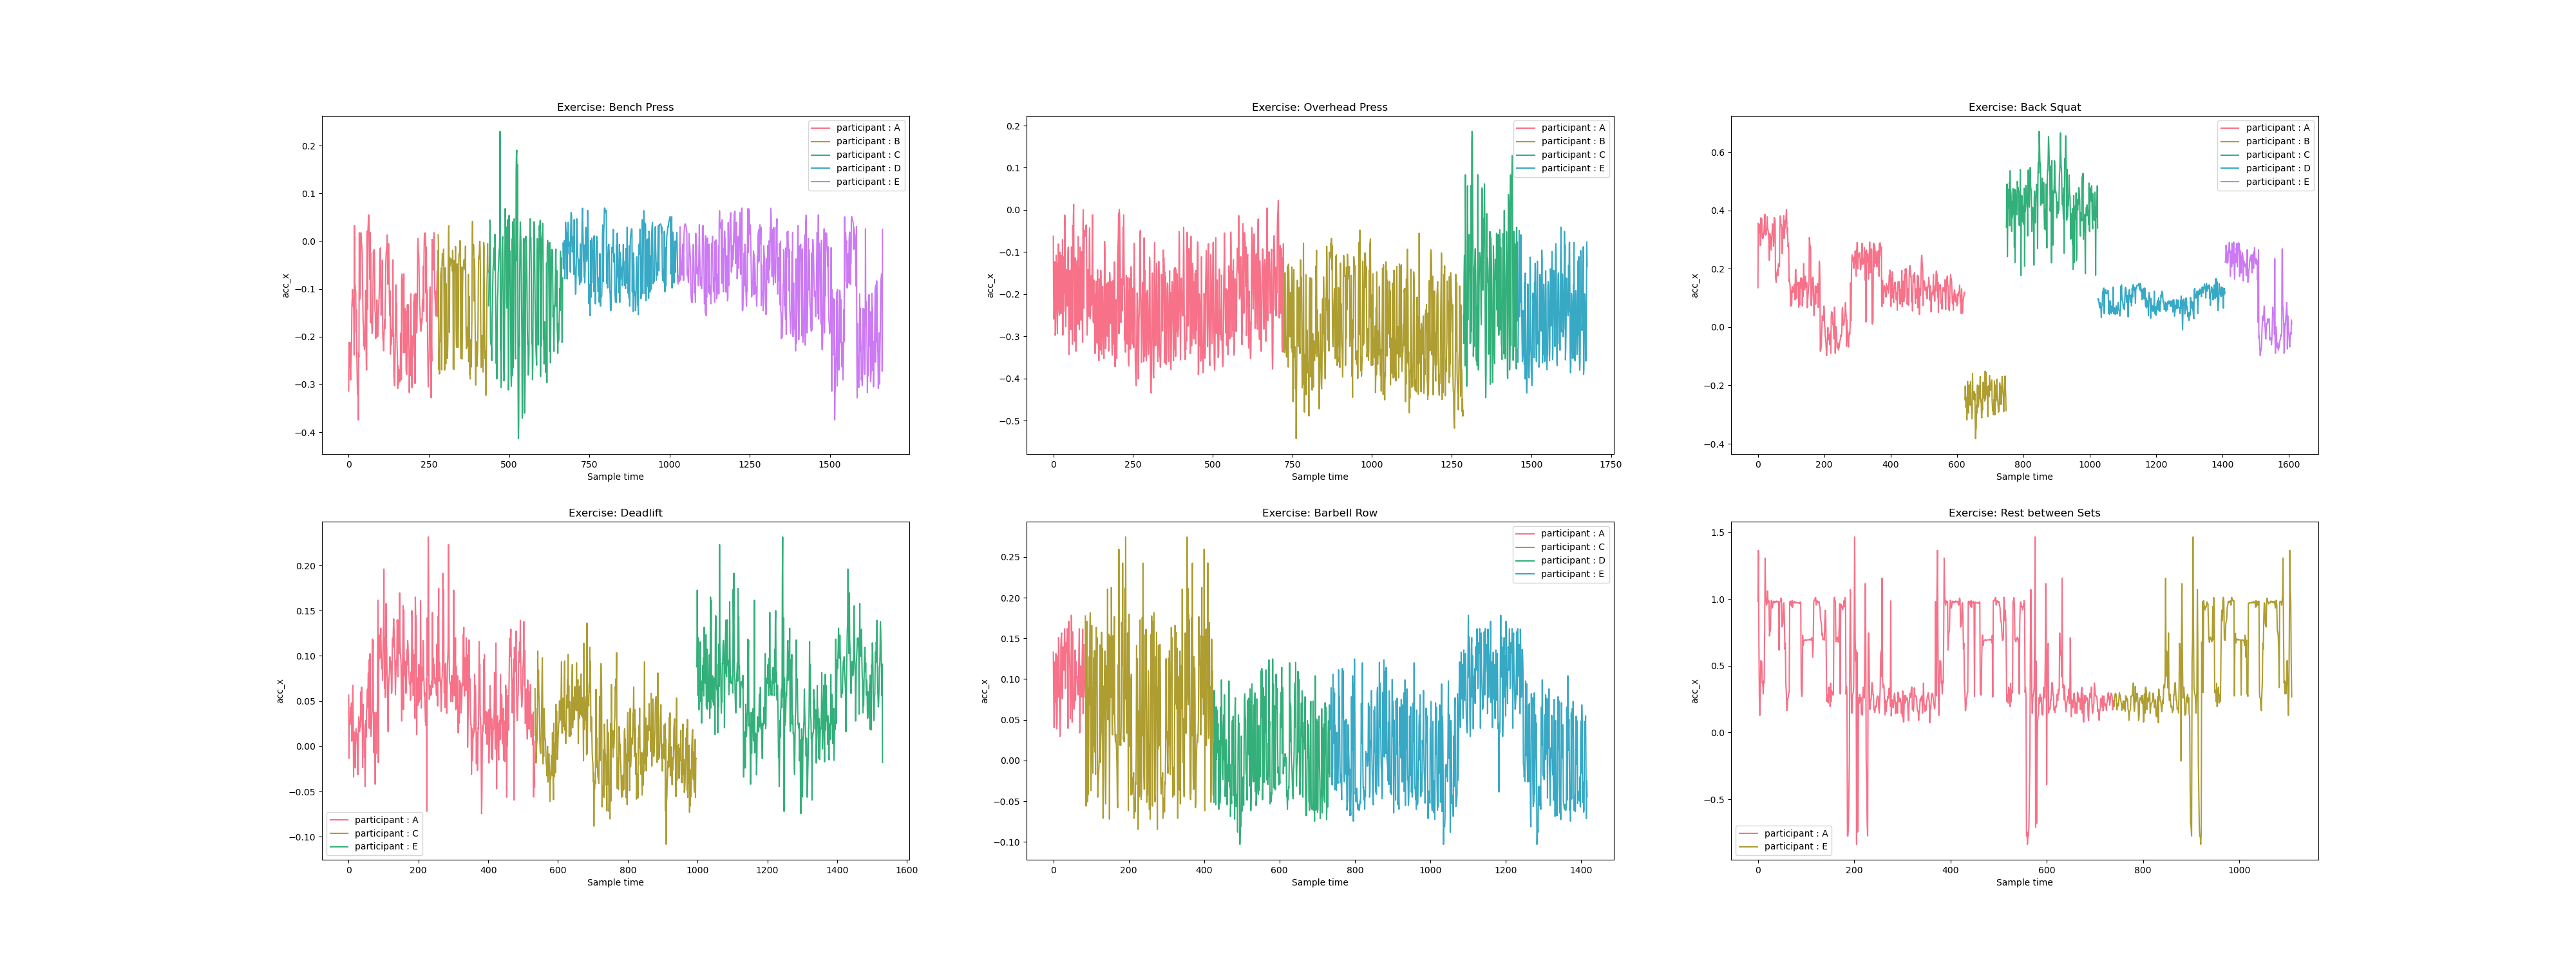 Exercise: Bench Press
participant : A
participant : B
participant : C
participant : D
participant : E
acc_x
0.2
0.1
0.0
−0.1
−0.2
−0.3
−0.4
0 250 500 750 1000 1250 1500
Sample time
Exercise: Overhead Press
participant : A
participant : B
participant : C
participant : E
acc_x
0.2
0.1
0.0
−0.1
−0.2
−0.3
−0.4
−0.5
0 250 500 750 1000 1250 1500 1750
Sample time
Exercise: Back Squat
participant : A
participant : B
participant : C
participant : D
participant : E
acc_x
0.6
0.4
0.2
0.0
−0.2
−0.4
0 200 400 600 800 1000 1200 1400 1600
Sample time
Exercise: Deadlift
acc_x
0.20
0.15
0.10
0.05
0.00
−0.05
−0.10
participant : A
participant : C
participant : E
0 200 400 600 800 1000 1200 1400 1600
Sample time
Exercise: Barbell Row
participant : A
participant : C
participant : D
participant : E
acc_x
0.25
0.20
0.15
0.10
0.05
0.00
−0.05
−0.10
0 200 400 600 800 1000 1200 1400
Sample time
Exercise: Rest between Sets
acc_x
1.5
1.0
0.5
0.0
−0.5
participant : A
participant : E
0 200 400 600 800 1000
Sample time